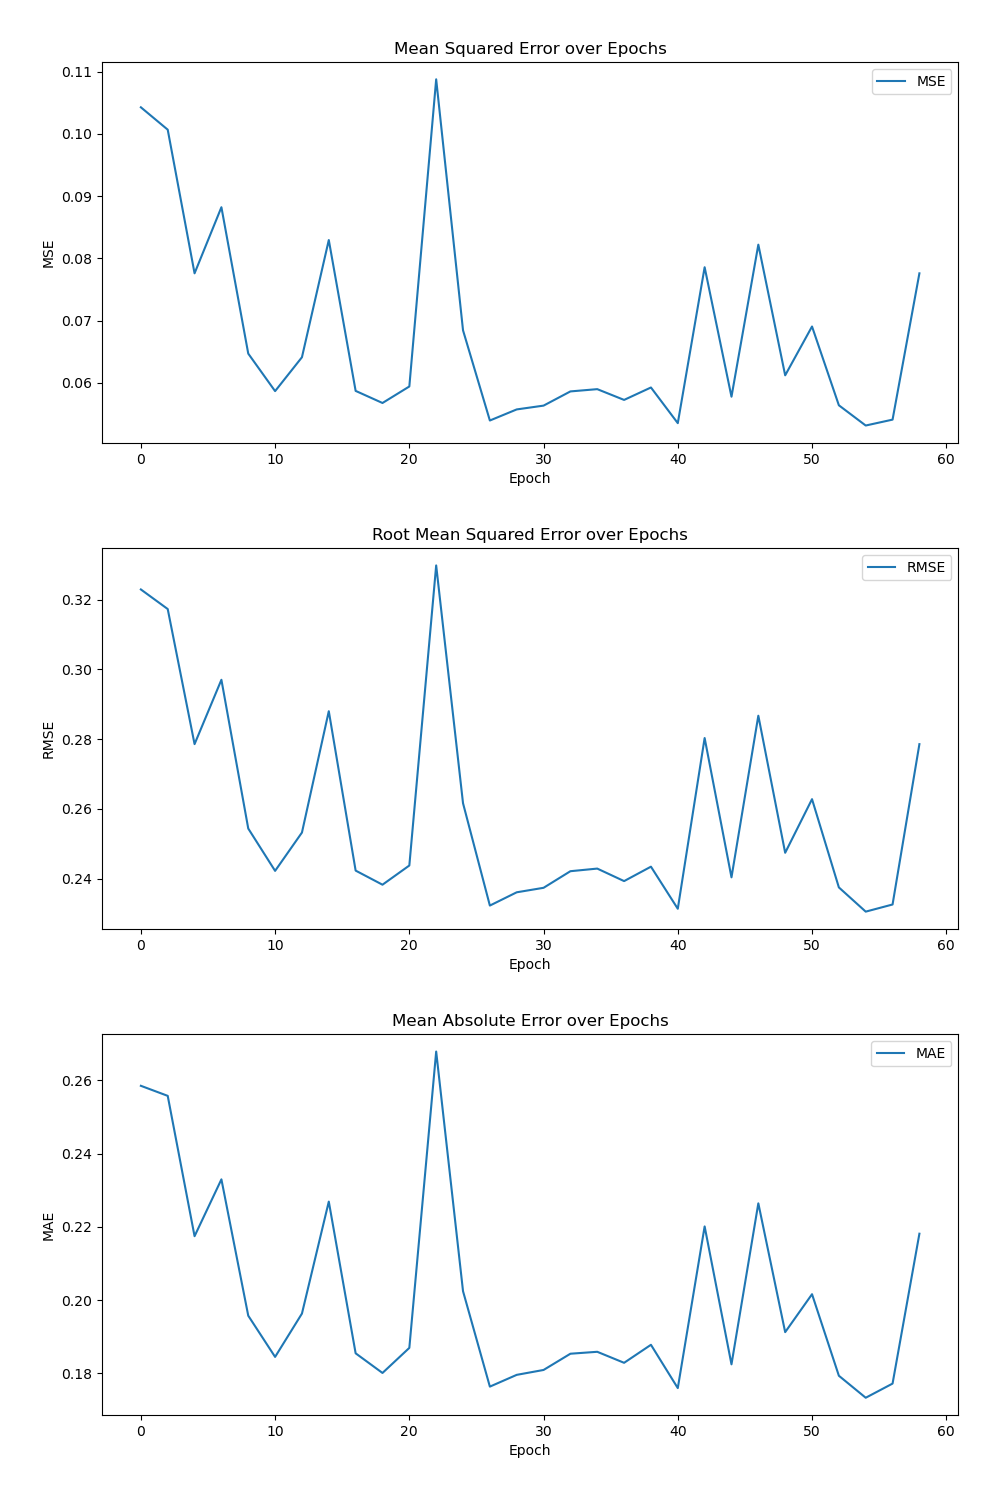 Mean Squared Error over Epochs
MSE
0.11
0.10
0.09
0.08
0.07
0.06
MSE
0 10 20 30 40 50 60
Epoch
Root Mean Squared Error over Epochs
RMSE
0.32
0.30
0.28
0.26
0.24
RMSE
0 10 20 30 40 50 60
Epoch
Mean Absolute Error over Epochs
MAE
0.26
0.24
0.22
0.20
0.18
MAE
0 10 20 30 40 50 60
Epoch